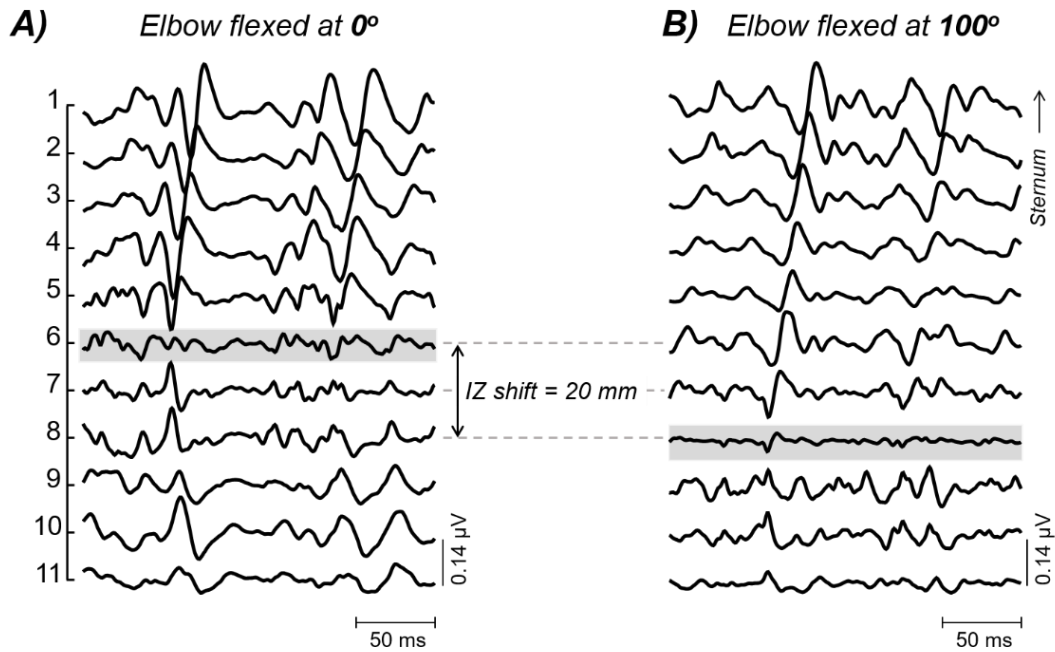 A) Elbow flexed at 0º
B) Elbow flexed at 100º
1
2
3
4
5
6
7
8
9
10
11
IZ shift = 20 mm
Sternum
0.14 µV
50 ms
0.14 µV
50 ms